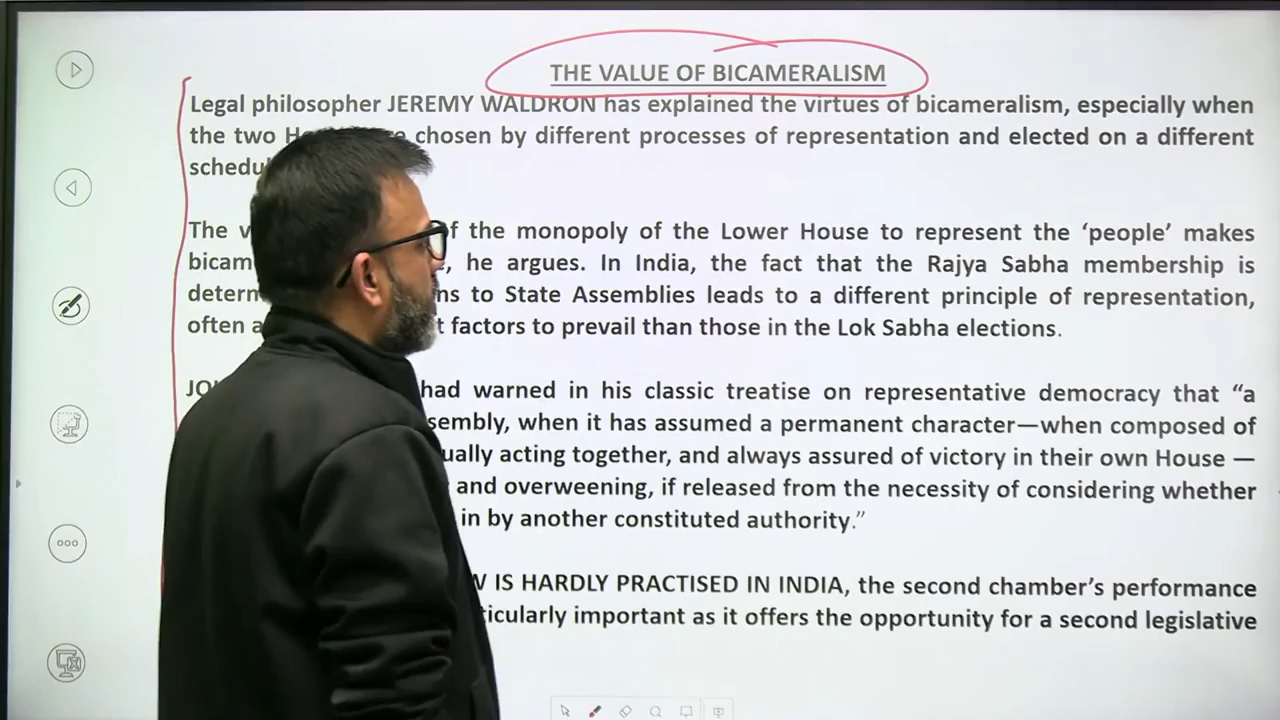 THE VALUE OF BICAMERALISM
Legal philosopher JEREMY WALDRON has explained the virtues of bicameralism, especially when
the two chosen by different processes of representation and elected on a different
The of the monopoly of the Lower House to represent the ‘people’ makes
he argues. In India, the fact that the Rajya Sabha membership is
to State Assemblies leads to a different principle of representation,
often factors to prevail than those in the Lok Sabha elections.
had warned in his classic treatise on representative democracy that “a
when it has assumed a permanent character—when composed of
acting together, and always assured of victory in their own House —
and overweening, if released from the necessity of considering whether
in by another constituted authority.”
IS HARDLY PRACTISED IN INDIA, the second chamber’s performance
important as it offers the opportunity for a second legislative